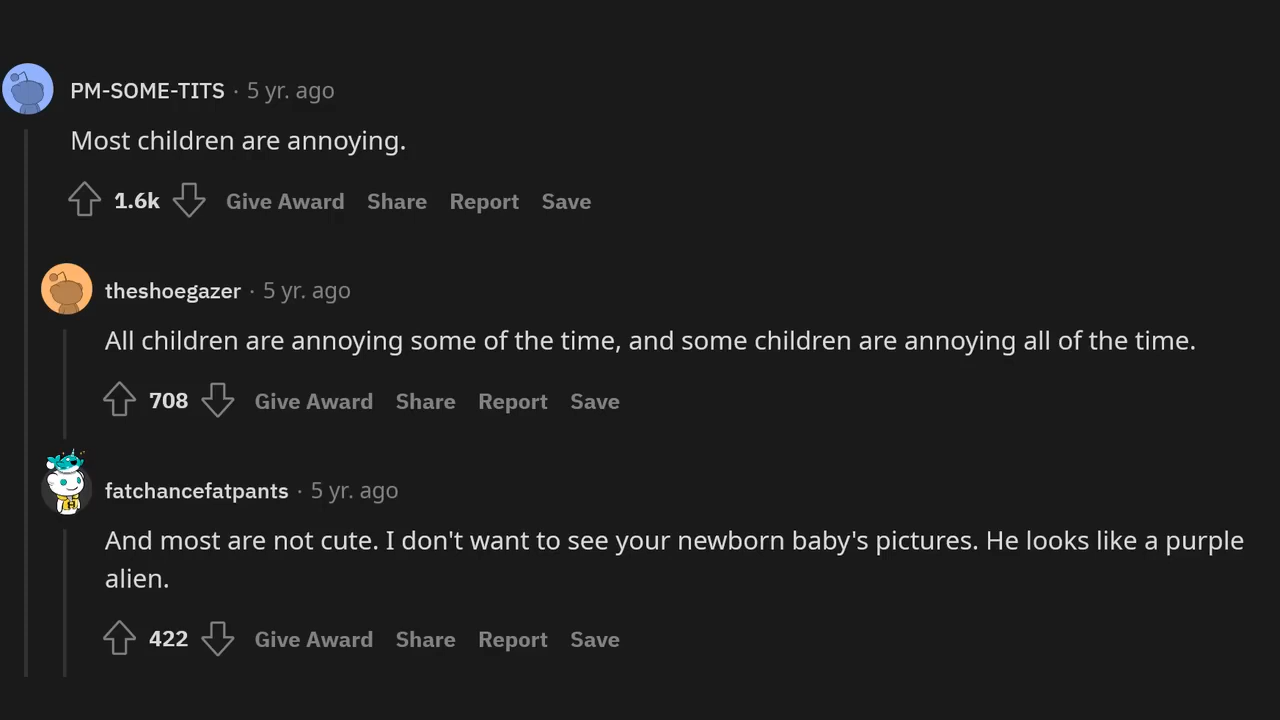 PM-SOME-TITS · 5 yr. ago
Most children are annoying.
1.6k Give Award Share Report Save
theshoegazer · 5 yr. ago
All children are annoying some of the time, and some children are annoying all of the time.
708 Give Award Share Report Save
fatchancefatpants · 5 yr. ago
And most are not cute. I don't want to see your newborn baby's pictures. He looks like a purple
alien.
422 Give Award Share Report Save